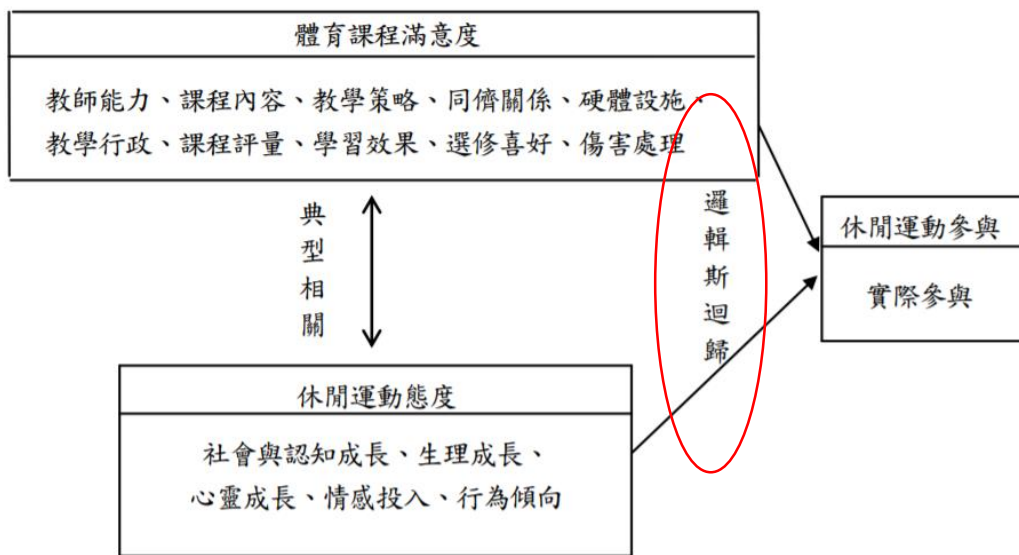 體育課程滿意度
教師能力、課程內容、教學策略、同儕關係、硬體設施、
教學行政、課程評量、學習效果、選修喜好、傷害處理
典型相關
邏輯斯迴歸
休閒運動參與
實際參與
休閒運動態度
社會與認知成長、生理成長、
心靈成長、情感投入、行為傾向